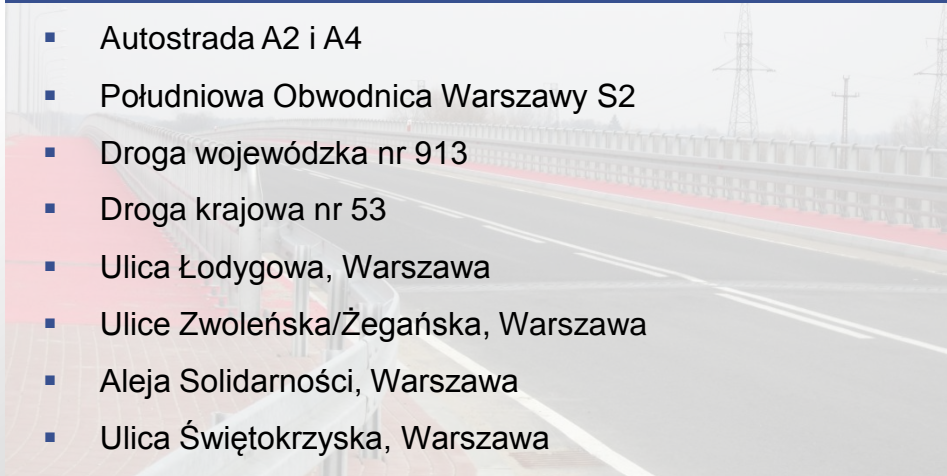 ▪ Autostrada A2 i A4
▪ Południowa Obwodnica Warszawy S2
▪ Droga wojewódzka nr 913
▪ Droga krajowa nr 53
▪ Ulica Łodygowa, Warszawa
▪ Ulice Zwoleńska/Żegańska, Warszawa
▪ Aleja Solidarności, Warszawa
▪ Ulica Świętokrzyska, Warszawa